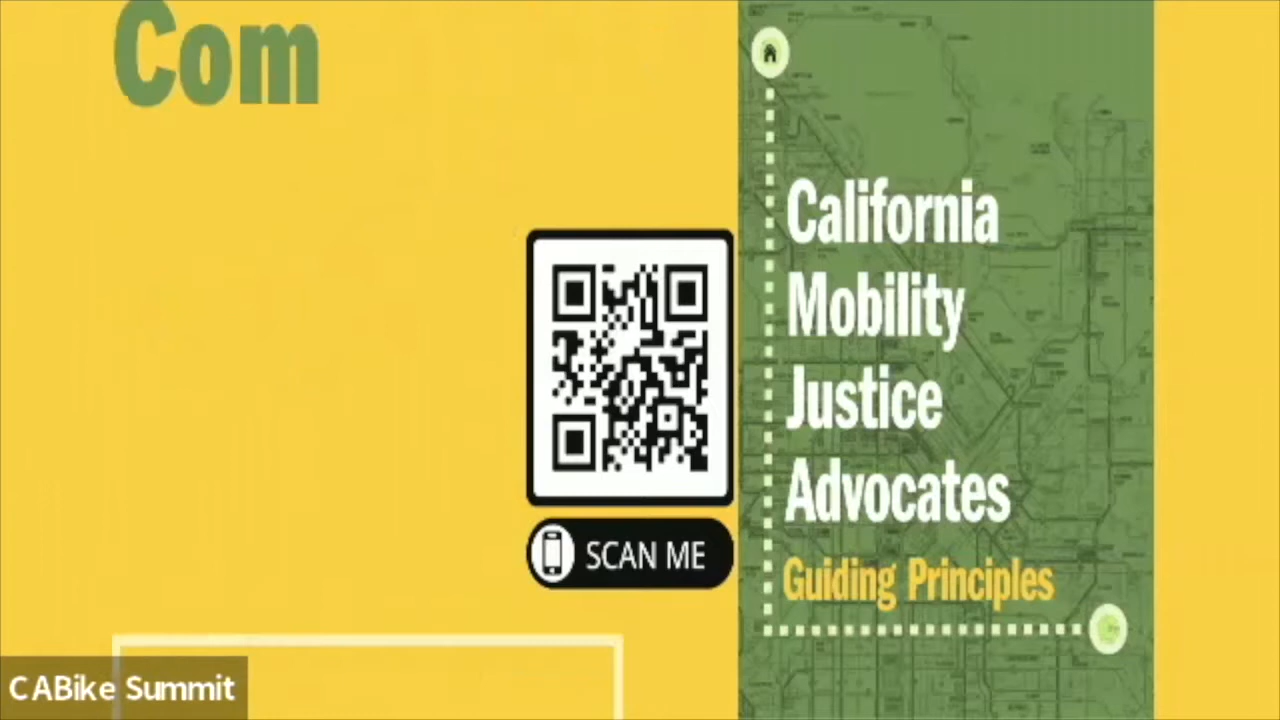 Com
California
Mobility
Justice
Advocates
Guiding Principles
SCAN ME
CABike Summit